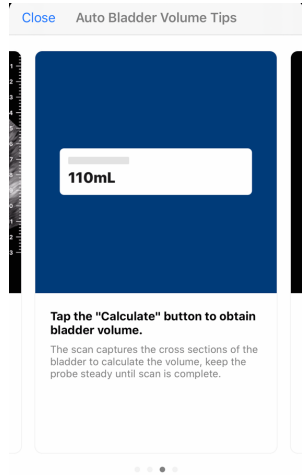 Close Auto Bladder Volume Tips
110mL
Tap the "Calculate" button to obtain
bladder volume.
The scan captures the cross sections of the
bladder to calculate the volume, keep the
probe steady until scan is complete.